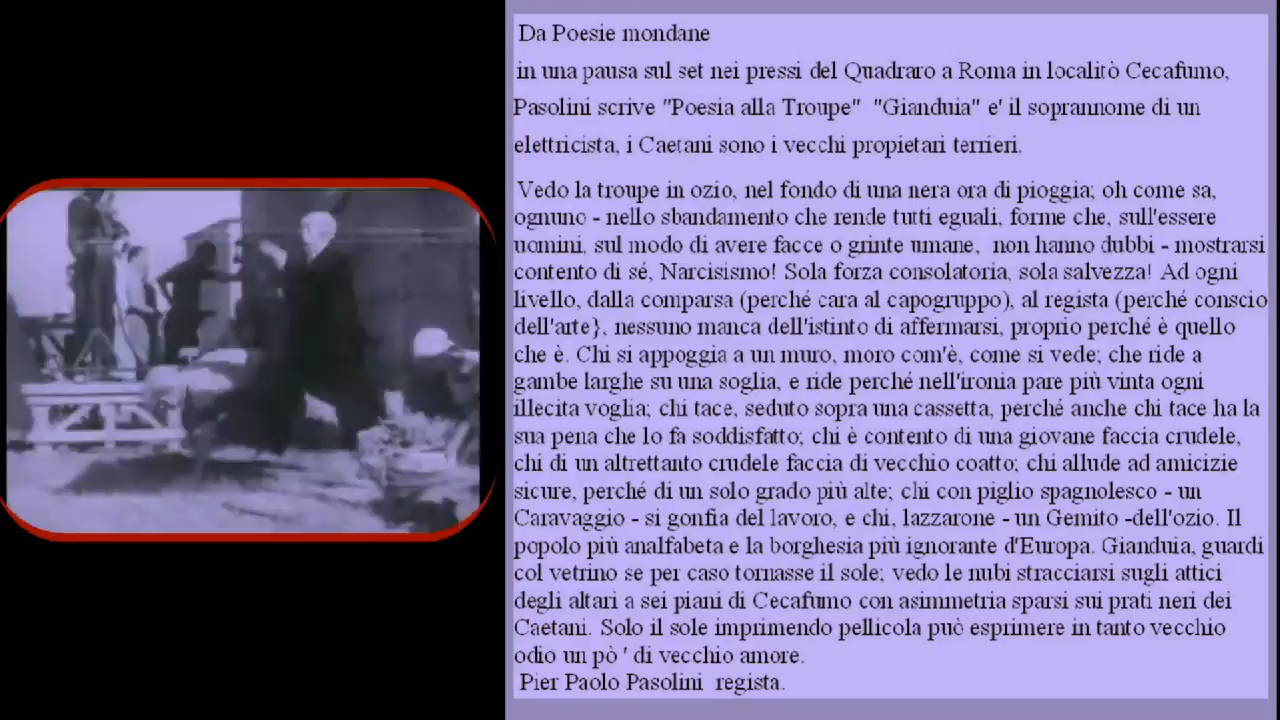 Da Poesie mondane
in una pausa sul set nei pressi del Quadraro a Roma in localitò Cecafumo,
Pasolini scrive "Poesia alla Troupe"  "Gianduia" e' il soprannome di un
elettricista, i Caetani sono i vecchi propietari terrieri.
Vedo la troupe in ozio, nel fondo di una nera ora di pioggia; oh come sa,
ognuno - nello sbandamento che rende tutti eguali, forme che, sull'essere
uomini, sul modo di avere facce o grinte umane,  non hanno dubbi - mostrarsi
contento di sé, Narcisismo! Sola forza consolatoria, sola salvezza! Ad ogni
livello, dalla comparsa (perché cara al capogruppo), al regista (perché conscio
dell'arte}, nessuno manca dell'istinto di affermarsi, proprio perché è quello
che è. Chi si appoggia a un muro, moro com'è, come si vede; che ride a
gambe larghe su una soglia, e ride perché nell'ironia pare più vinta ogni
illecita voglia; chi tace, seduto sopra una cassetta, perché anche chi tace ha la
sua pena che lo fa soddisfatto; chi è contento di una giovane faccia crudele,
chi di un altrettanto crudele faccia di vecchio coatto; chi allude ad amicizie
sicure, perché di un solo grado più alte; chi con piglio spagnolesco - un
Caravaggio - si gonfia del lavoro, e chi, lazzarone - un Gemito -dell'ozio. Il
popolo più analfabeta e la borghesia più ignorante d'Europa. Gianduia, guardi
col vetrino se per caso tornasse il sole; vedo le nubi stracciarsi sugli attici
degli altari a sei piani di Cecafumo con asimmetria sparsi sui prati neri dei
Caetani. Solo il sole imprimendo pellicola può esprimere in tanto vecchio
odio un pò ' di vecchio amore.
Pier Paolo Pasolini  regista.